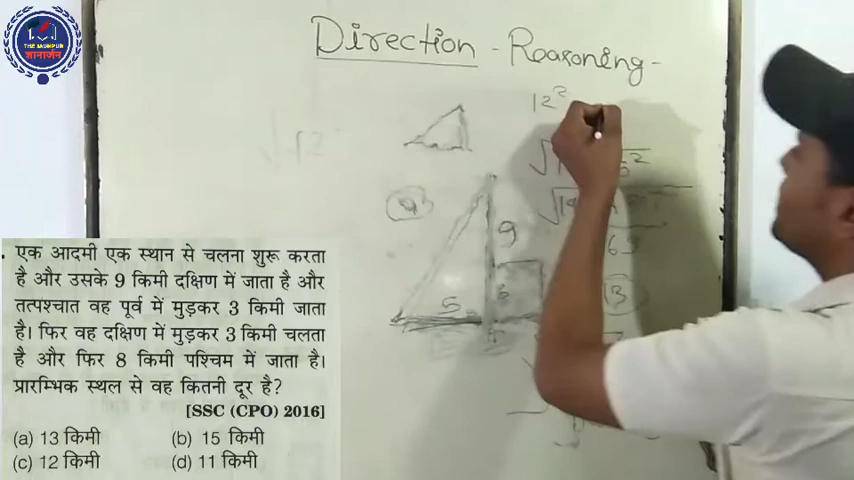 THE JAUNPUR
ज्ञानार्जन
Direction - Reasoning -
12²
9
5
एक आदमी एक स्थान से चलना शुरू करता
है और उसके 9 किमी दक्षिण में जाता है और
तत्पश्चात वह पूर्व में मुड़कर 3 किमी जाता
है। फिर वह दक्षिण में मुड़कर 3 किमी चलता
है और फिर 8 किमी पश्चिम में जाता है।
प्रारम्भिक स्थल से वह कितनी दूर है?
[SSC (CPO) 2016]
(a) 13 किमी (b) 15 किमी
(c) 12 किमी (d) 11 किमी